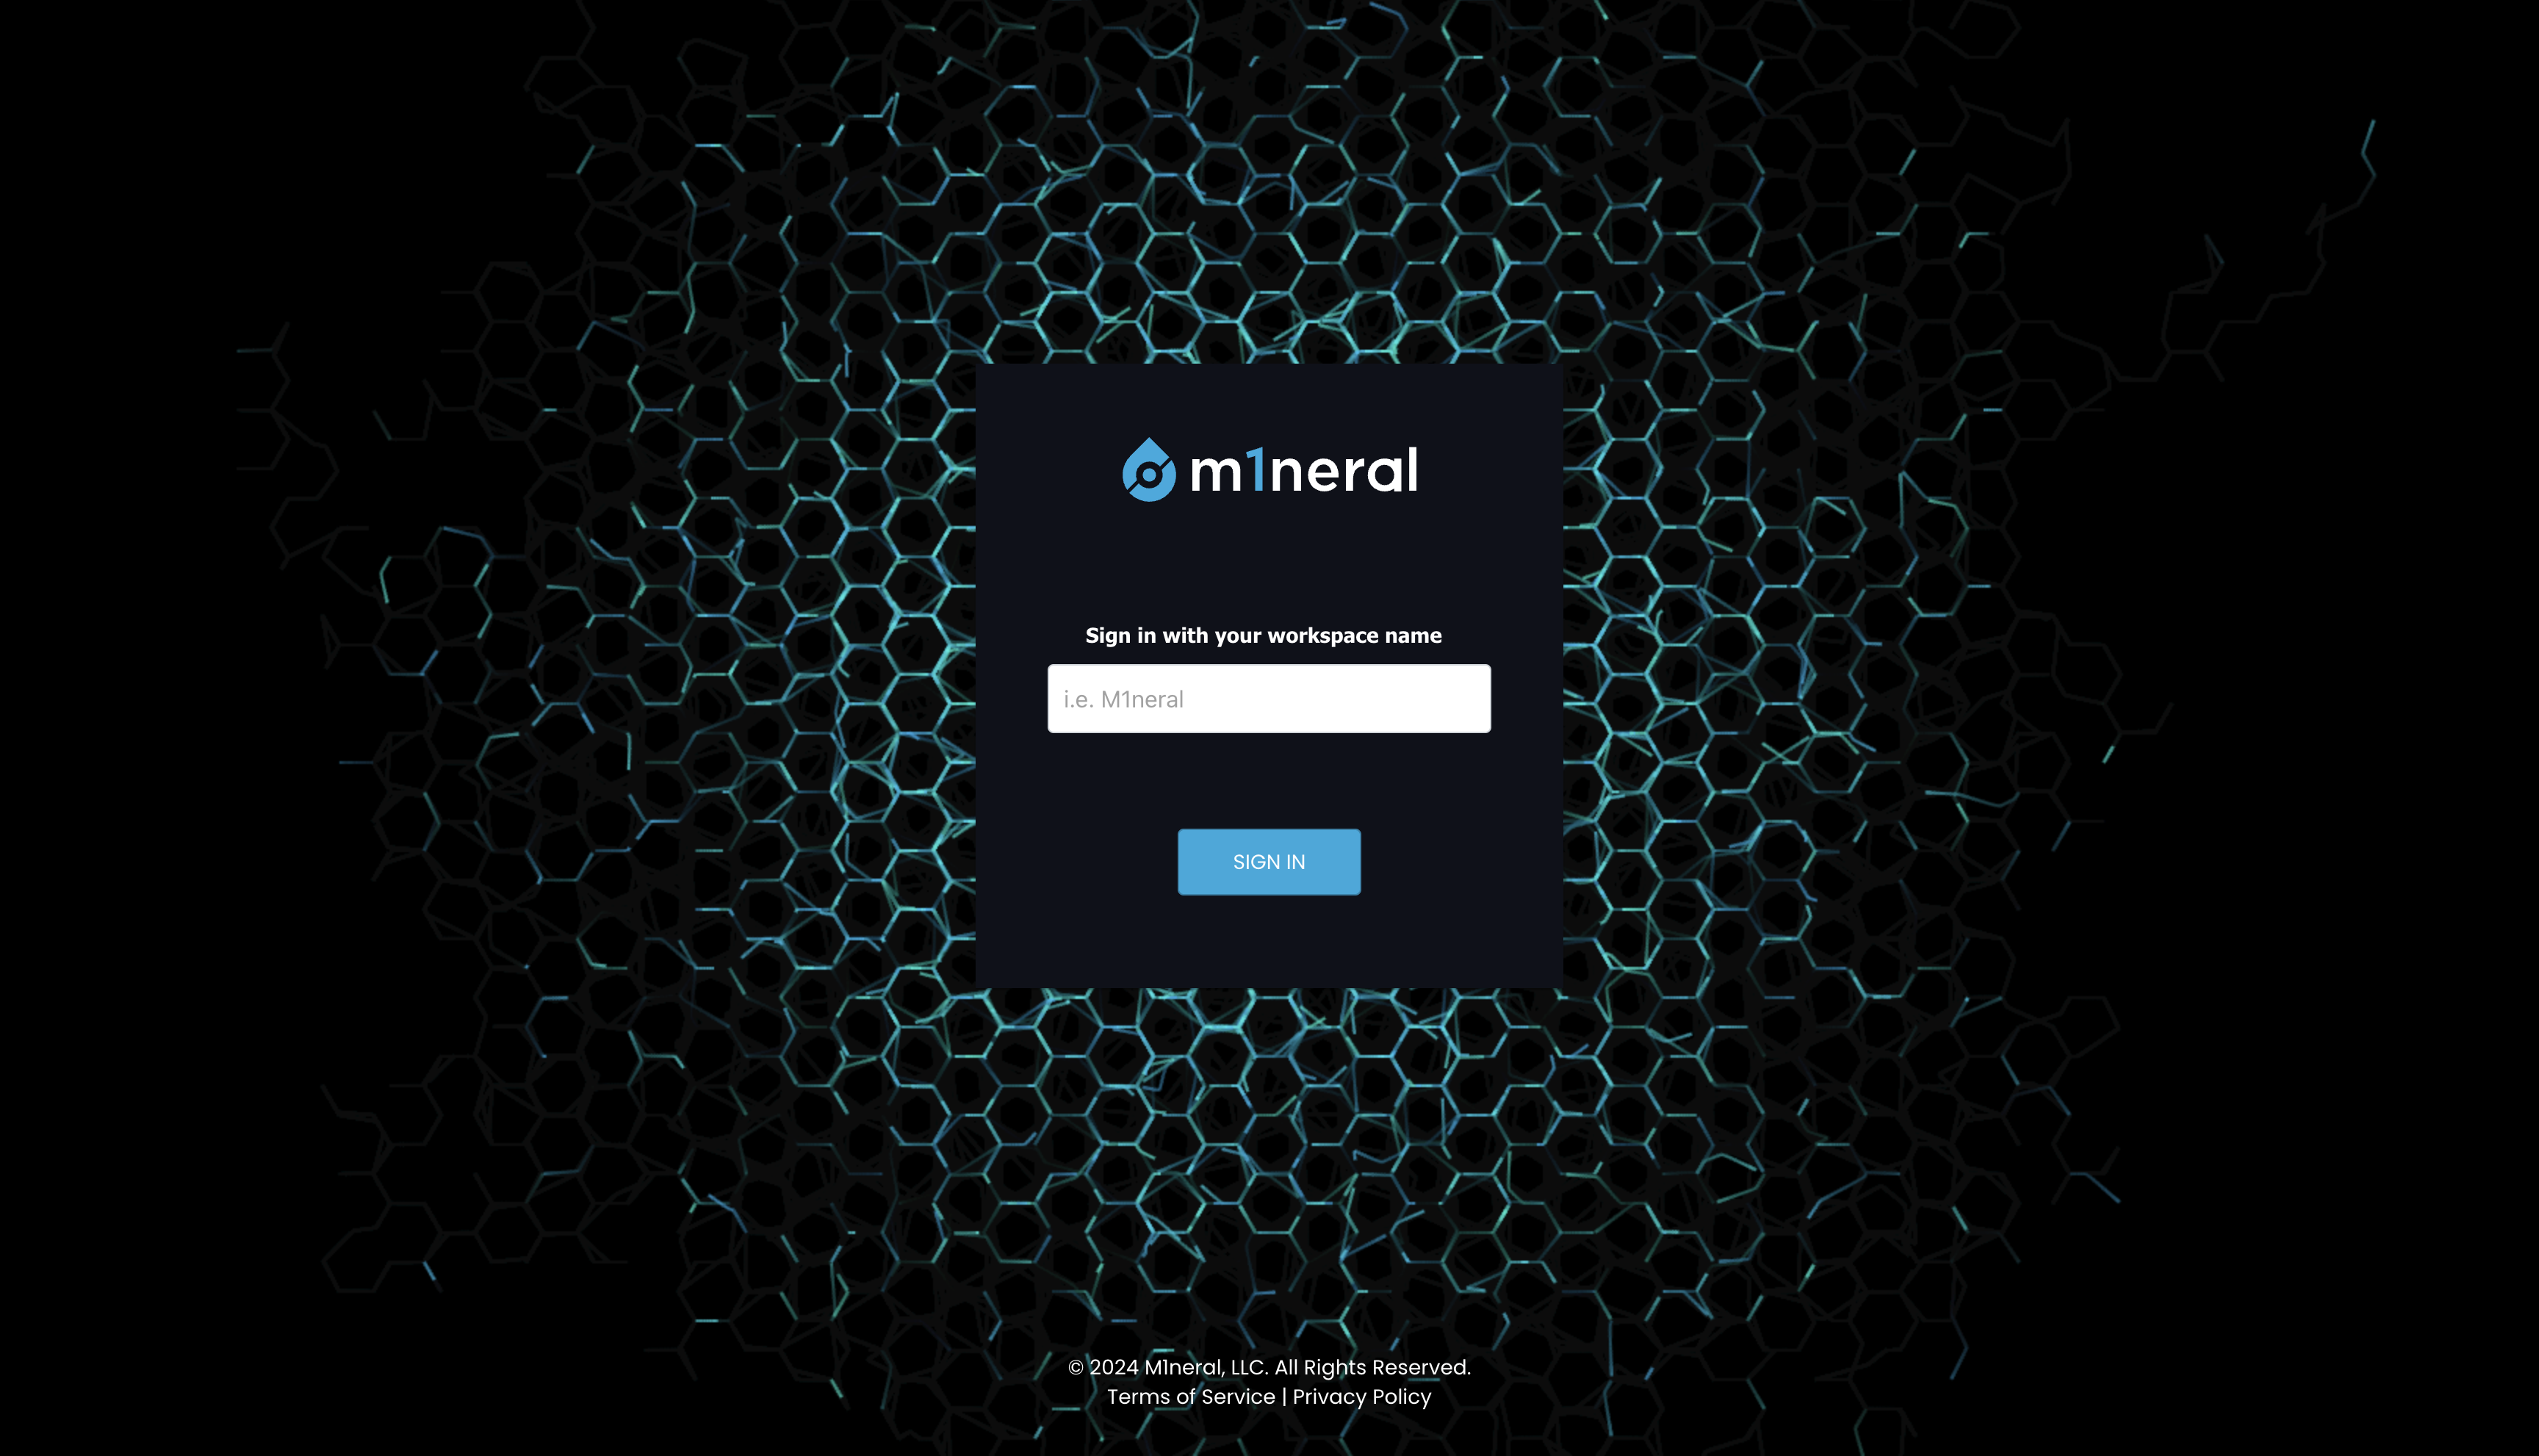 m1neral
Sign in with your workspace name
i.e. M1neral
SIGN IN
© 2024 M1neral, LLC. All Rights Reserved.
Terms of Service | Privacy Policy